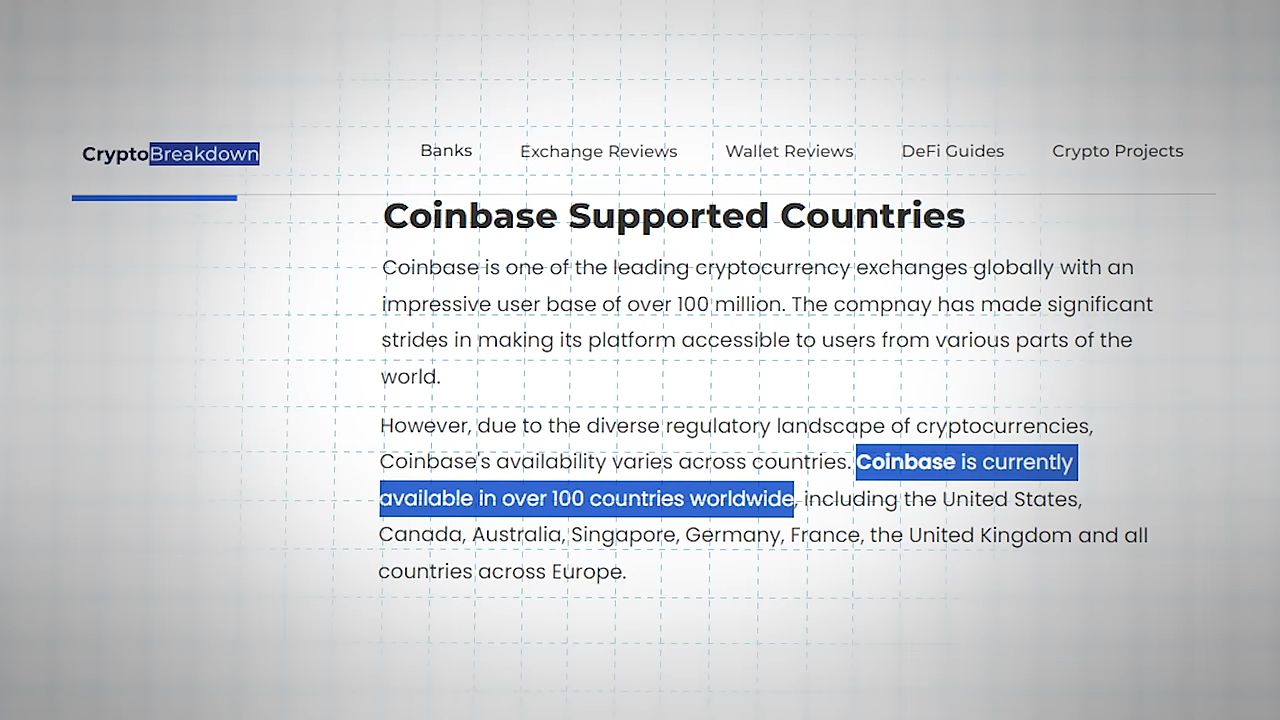 CryptoBreakdown
Banks Exchange Reviews Wallet Reviews DeFi Guides Crypto Projects
Coinbase Supported Countries
Coinbase is one of the leading cryptocurrency exchanges globally with an
impressive user base of over 100 million. The compnay has made significant
strides in making its platform accessible to users from various parts of the
world.
However, due to the diverse regulatory landscape of cryptocurrencies,
Coinbase's availability varies across countries. Coinbase is currently
available in over 100 countries worldwide, including the United States,
Canada, Australia, Singapore, Germany, France, the United Kingdom and all
countries across Europe.